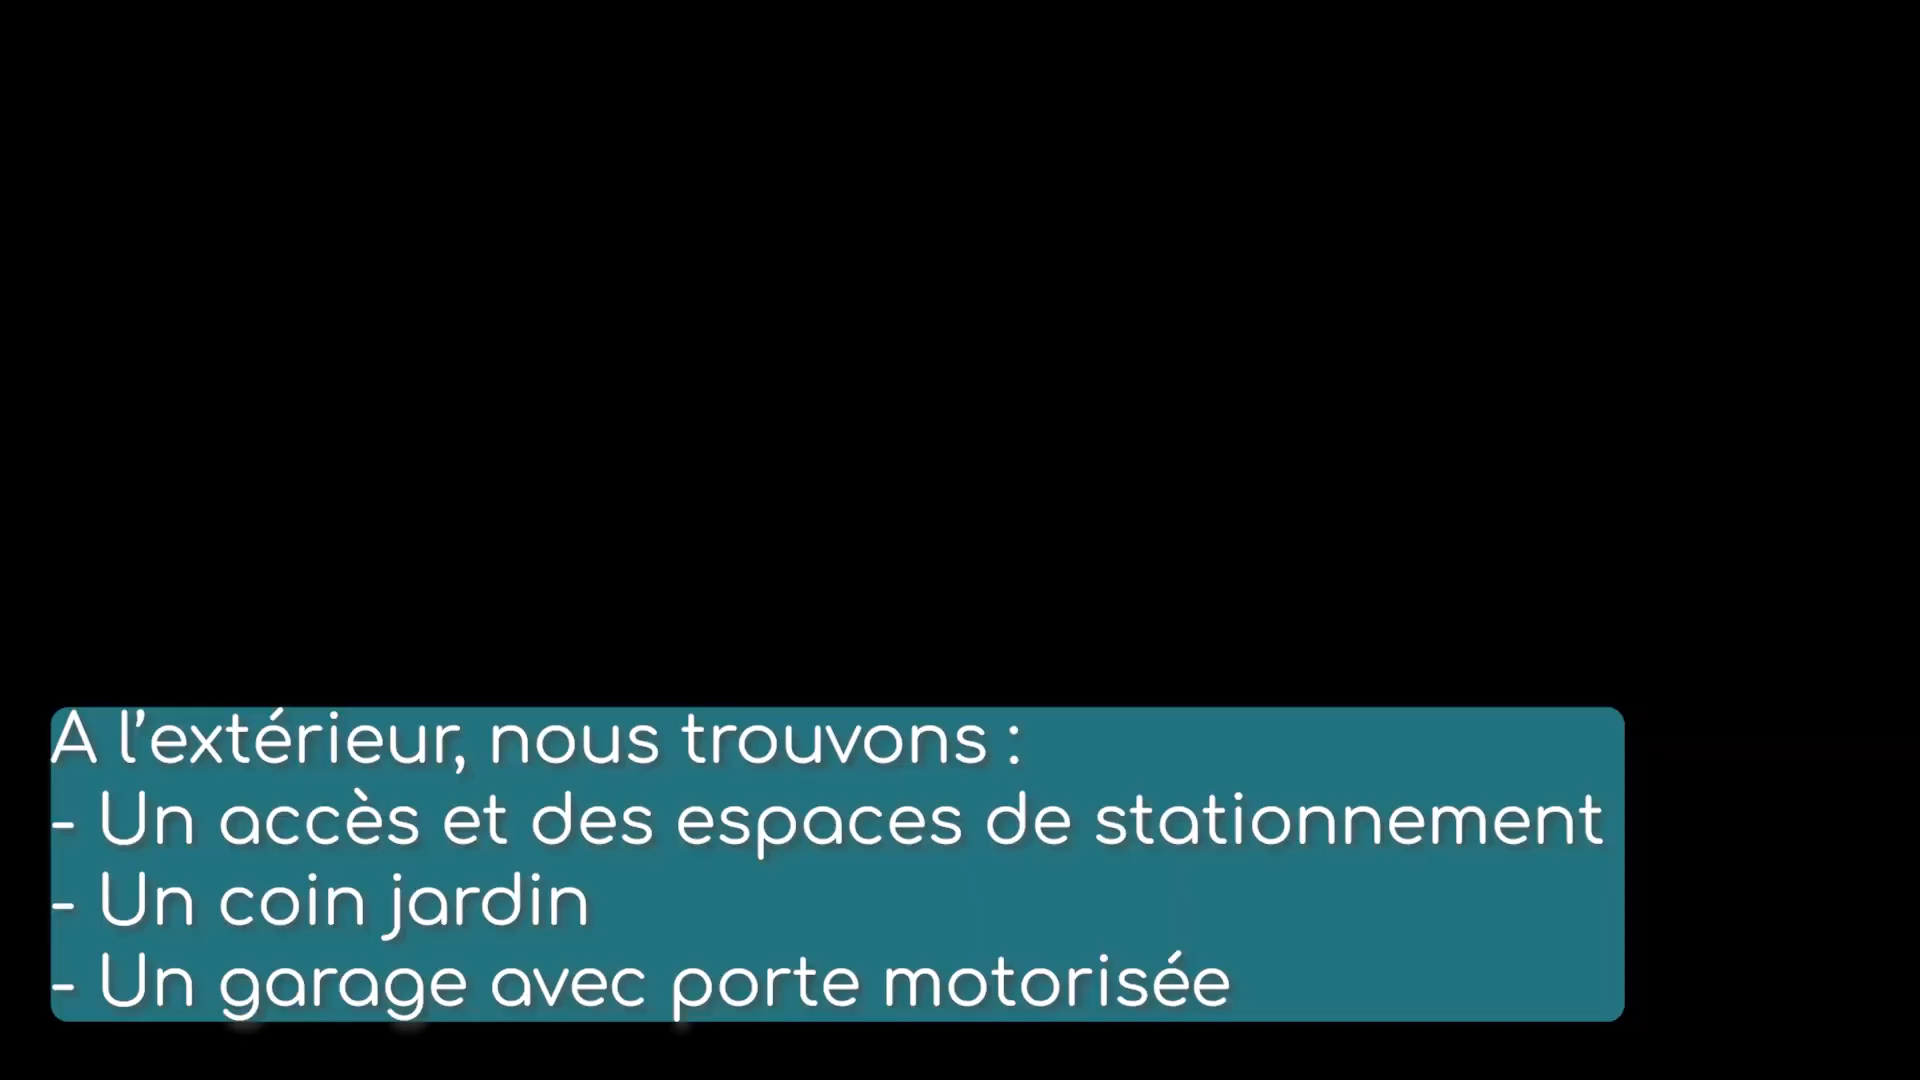 A l’extérieur, nous trouvons :
- Un accès et des espaces de stationnement
- Un coin jardin
- Un garage avec porte motorisée